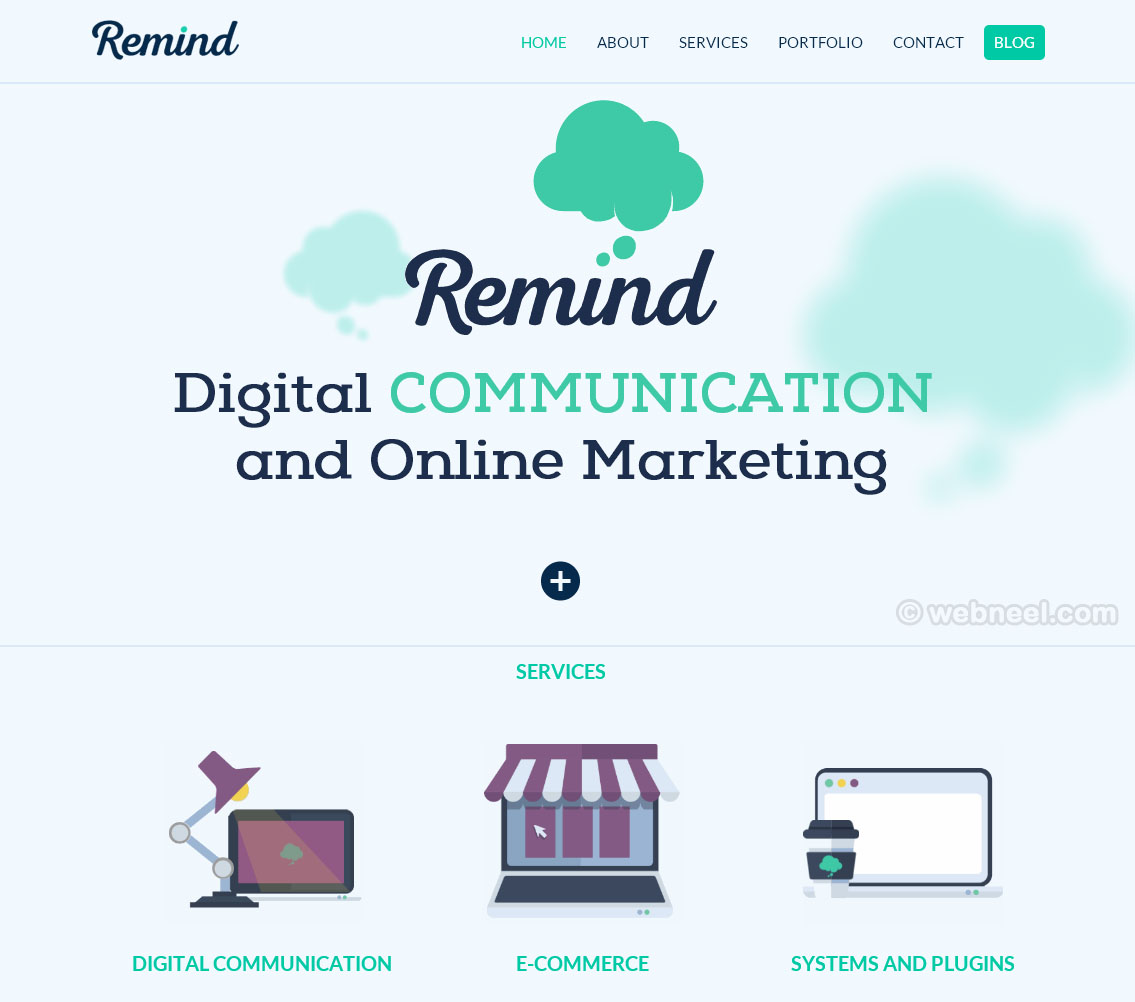 Remind
HOME ABOUT SERVICES PORTFOLIO CONTACT BLOG
Remind
Digital COMMUNICATION
and Online Marketing
© webneel.com
SERVICES
DIGITAL COMMUNICATION E-COMMERCE SYSTEMS AND PLUGINS